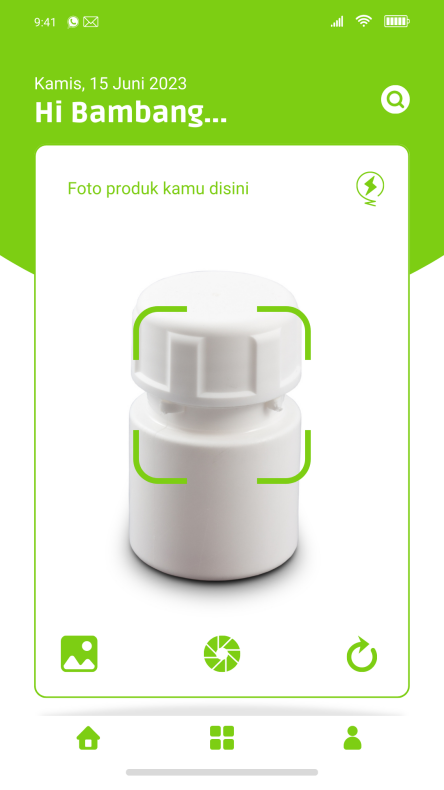 9:41
Kamis, 15 Juni 2023
Hi Bambang...
Foto produk kamu disini